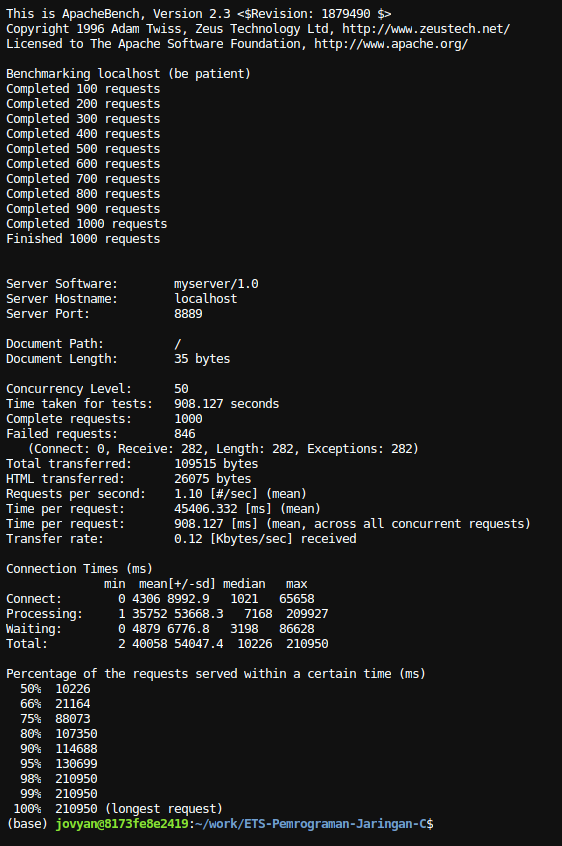 This is ApacheBench, Version 2.3 <$Revision: 1879490 $>
Copyright 1996 Adam Twiss, Zeus Technology Ltd, http://www.zeustech.net/
Licensed to The Apache Software Foundation, http://www.apache.org/

Benchmarking localhost (be patient)
Completed 100 requests
Completed 200 requests
Completed 300 requests
Completed 400 requests
Completed 500 requests
Completed 600 requests
Completed 700 requests
Completed 800 requests
Completed 900 requests
Completed 1000 requests
Finished 1000 requests


Server Software:        myserver/1.0
Server Hostname:        localhost
Server Port:            8889

Document Path:          /
Document Length:        35 bytes

Concurrency Level:      50
Time taken for tests:   908.127 seconds
Complete requests:      1000
Failed requests:        846
   (Connect: 0, Receive: 282, Length: 282, Exceptions: 282)
Total transferred:      109515 bytes
HTML transferred:       26075 bytes
Requests per second:    1.10 [#/sec] (mean)
Time per request:       45406.332 [ms] (mean)
Time per request:       908.127 [ms] (mean, across all concurrent requests)
Transfer rate:          0.12 [Kbytes/sec] received

Connection Times (ms)
              min  mean[+/-sd] median   max
Connect:        0 4306 8992.9   1021   65658
Processing:     1 35752 53668.3   7168  209927
Waiting:        0 4879 6776.8   3198   86628
Total:          2 40058 54047.4  10226  210950

Percentage of the requests served within a certain time (ms)
  50%  10226
  66%  21164
  75%  88073
  80%  107350
  90%  114688
  95%  130699
  98%  210950
  99%  210950
 100%  210950 (longest request)
(base) jovyan@8173fe8e2419:~/work/ETS-Pemrograman-Jaringan-C$